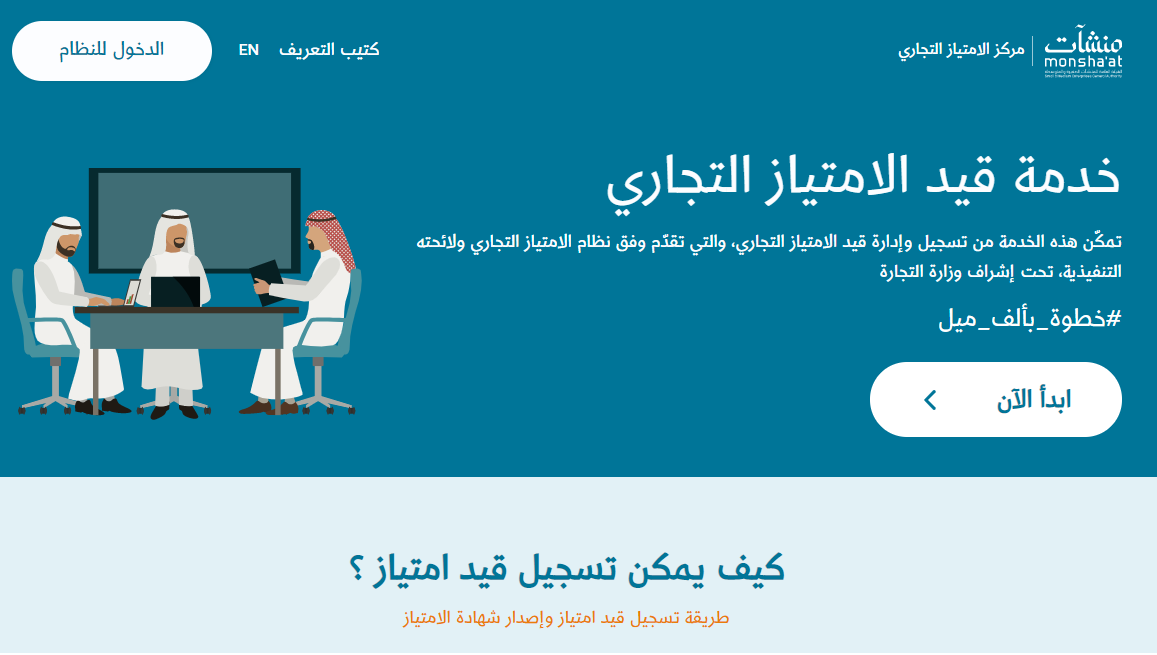 منشآت
monsha'at
مركز الامتياز التجاري
كتيب التعريف
EN
الدخول للنظام
خدمة قيد الامتياز التجاري
تمكّن هذه الخدمة من تسجيل وإدارة قيد الامتياز التجاري، والتي تقدّم وفق نظام الامتياز التجاري ولائحته
التنفيذية، تحت إشراف وزارة التجارة
#خطوة_بألف_ميل
ابدأ الآن
كيف يمكن تسجيل قيد امتياز ؟
طريقة تسجيل قيد امتياز وإصدار شهادة الامتياز